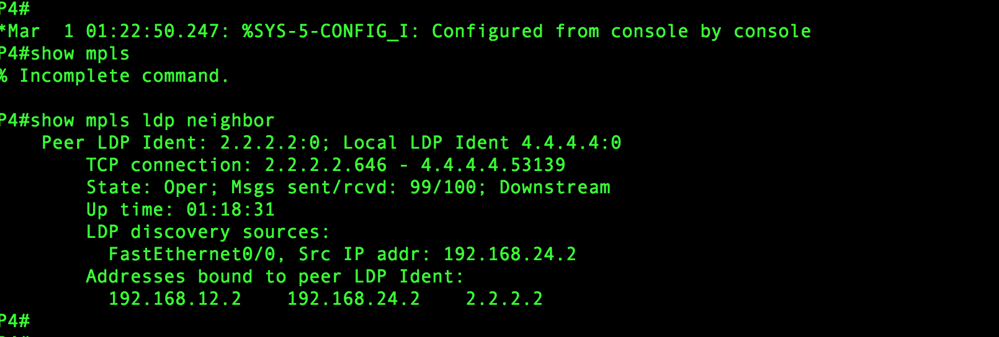 P4#
*Mar  1 01:22:50.247: %SYS-5-CONFIG_I: Configured from console by console
P4#show mpls
% Incomplete command.

P4#show mpls ldp neighbor
    Peer LDP Ident: 2.2.2.2:0; Local LDP Ident 4.4.4.4:0
        TCP connection: 2.2.2.2.646 - 4.4.4.4.53139
        State: Oper; Msgs sent/rcvd: 99/100; Downstream
        Up time: 01:18:31
        LDP discovery sources:
          FastEthernet0/0, Src IP addr: 192.168.24.2
        Addresses bound to peer LDP Ident:
          192.168.12.2    192.168.24.2    2.2.2.2
P4#